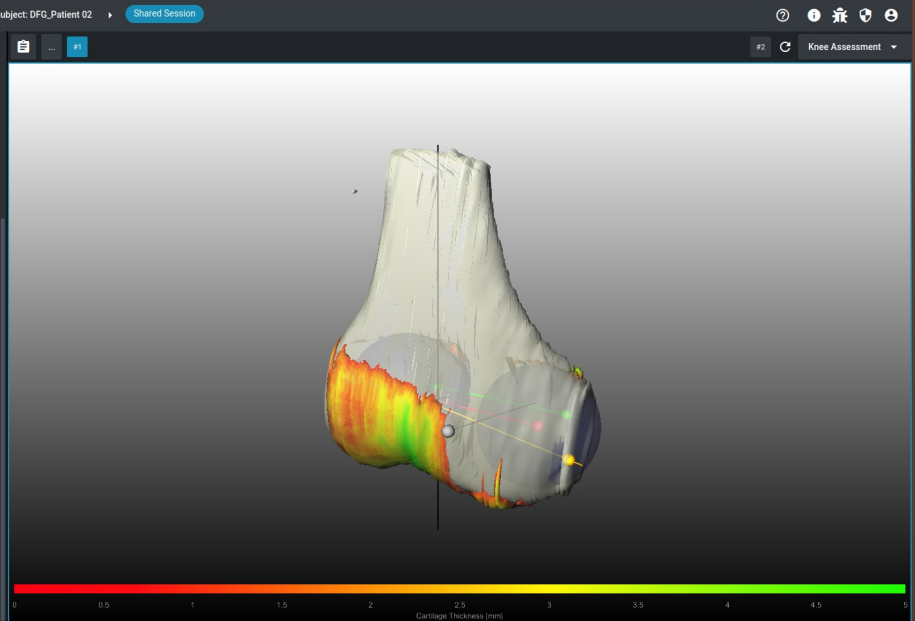 ubject: DFG_Patient 02
Shared Session
...
#1
#2
Knee Assessment
0 0.5 1 1.5 2 2.5 3 3.5 4 4.5 5
Cartilage Thickness [mm]